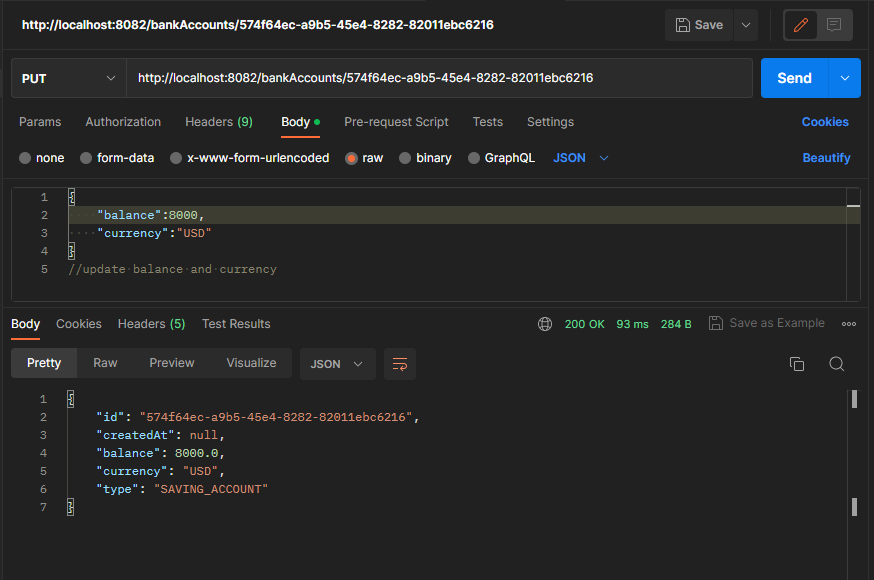 http://localhost:8082/bankAccounts/574f64ec-a9b5-45e4-8282-82011ebc6216 Save
PUT http://localhost:8082/bankAccounts/574f64ec-a9b5-45e4-8282-82011ebc6216 Send
Params Authorization Headers (9) Body Pre-request Script Tests Settings Cookies
none form-data x-www-form-urlencoded raw binary GraphQL JSON Beautify
1 {
2 "balance":8000,
3 "currency":"USD"
4 }
5 //update balance and currency
Body Cookies Headers (5) Test Results 200 OK 93 ms 284 B Save as Example
Pretty Raw Preview Visualize JSON
1 {
2 "id": "574f64ec-a9b5-45e4-8282-82011ebc6216",
3 "createdAt": null,
4 "balance": 8000.0,
5 "currency": "USD",
6 "type": "SAVING_ACCOUNT"
7 }